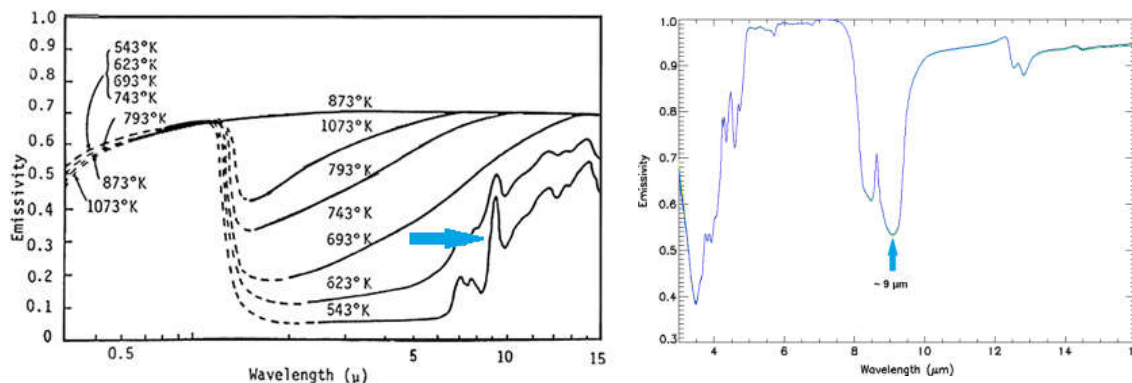 1.0
0.9
0.8
0.7
0.6
0.5
0.4
0.3
0.2
0.1
0
Emissivity
543°K
623°K
693°K
743°K
793°K
873°K
1073°K
873°K
1073°K
793°K
743°K
693°K
623°K
543°K
0.5
5
10
15
Wavelength (μ)
1.0
0.9
0.8
0.7
0.6
0.5
0.4
0.3
Emissivity
~ 9 μm
4
6
8
10
12
14
16
Wavelength [μm]